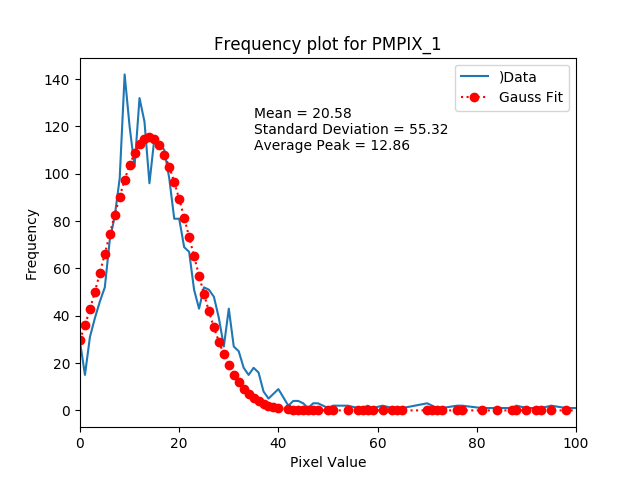 Frequency plot for PMPIX_1
)Data
Gauss Fit
Mean = 20.58
Standard Deviation = 55.32
Average Peak = 12.86
Frequency
140
120
100
80
60
40
20
0
0 20 40 60 80 100
Pixel Value